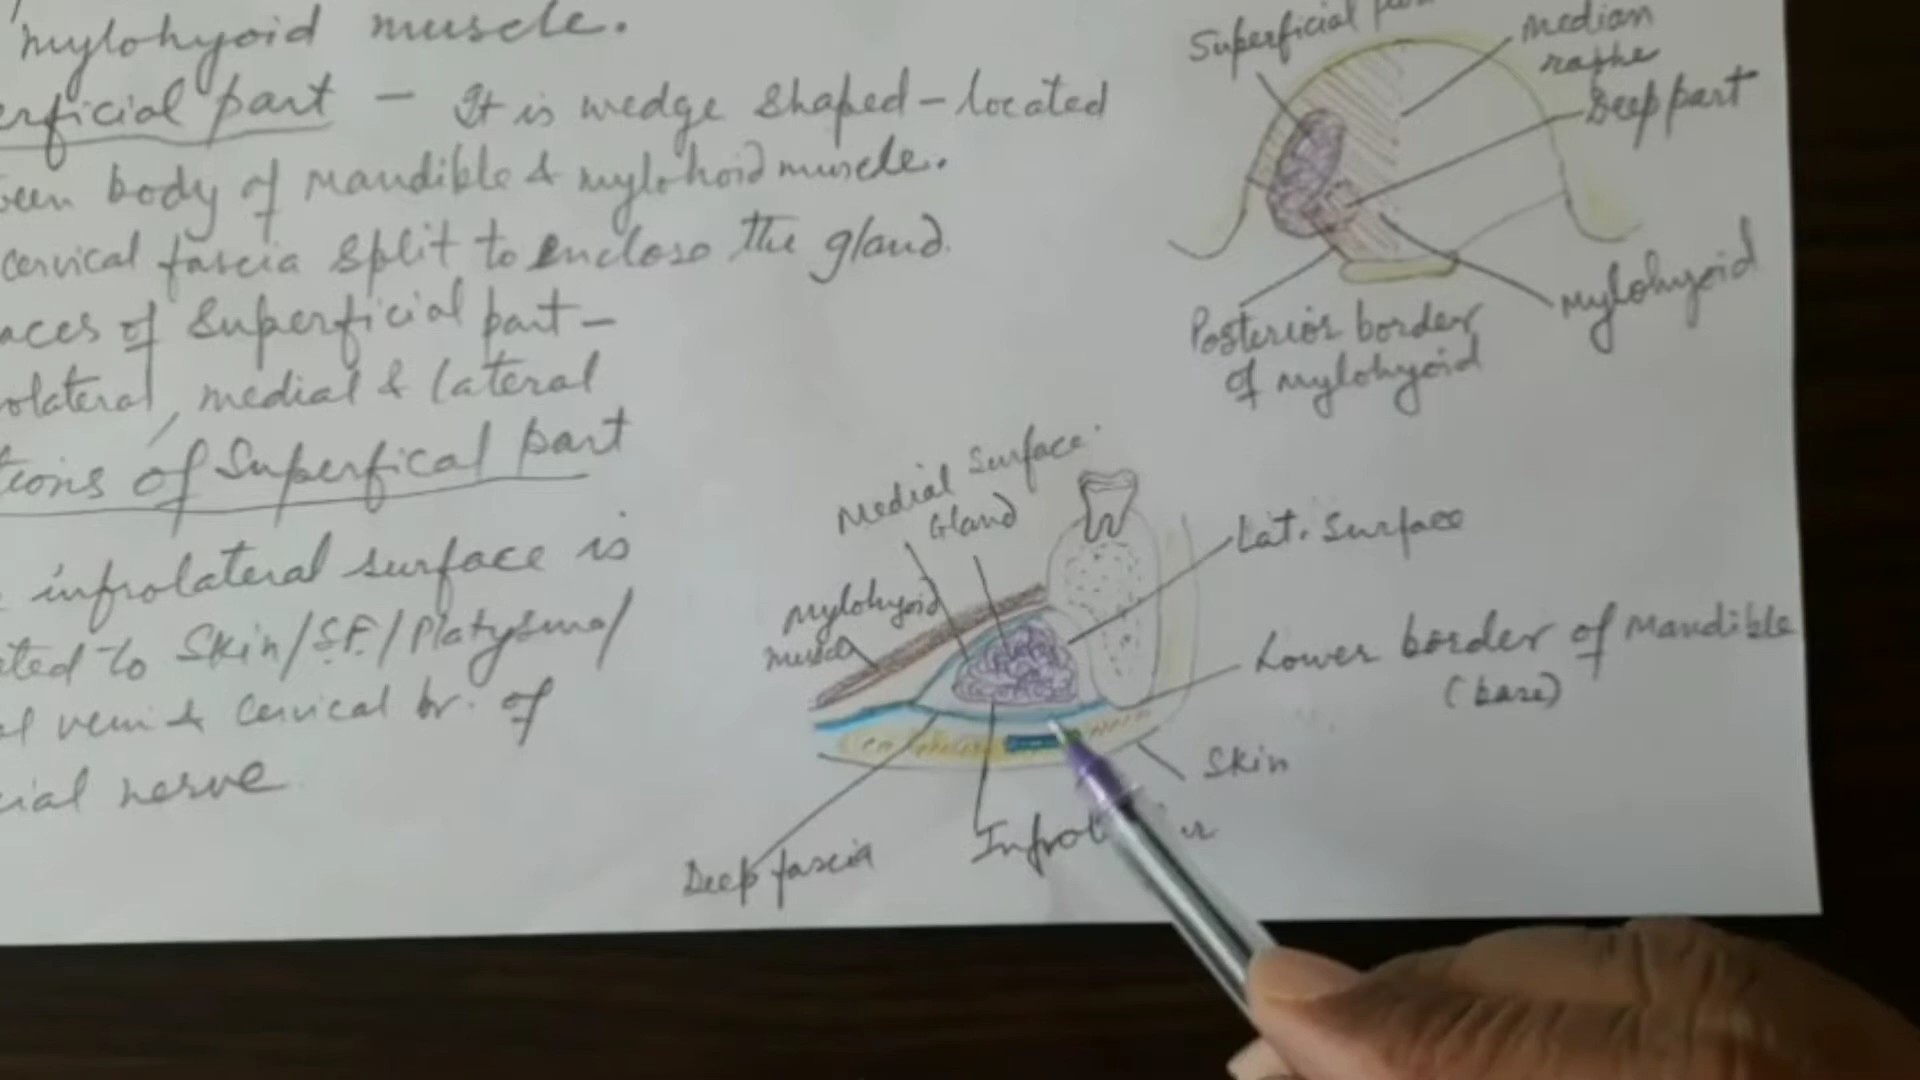 mylohyoid muscle.
erficial part - It is wedge shaped - located
een body of mandible & mylohoid muscle.
cervical fascia split to enclose the gland.
aces of Superficial part -
olateral, medial & lateral
tions of Superfical part
infrolateral surface is
ted to Skin/S.F./Platysma/
al vein & cervical br. of
cial nerve
Superficial
median
raphe
Deep part
Mylohyoid
Posterior border
of mylohyoid
Medial Surface
Gland
Mylohyoid
muscle
Lat. Surface
Lower border of Mandible
(base)
Skin
Deep fascia